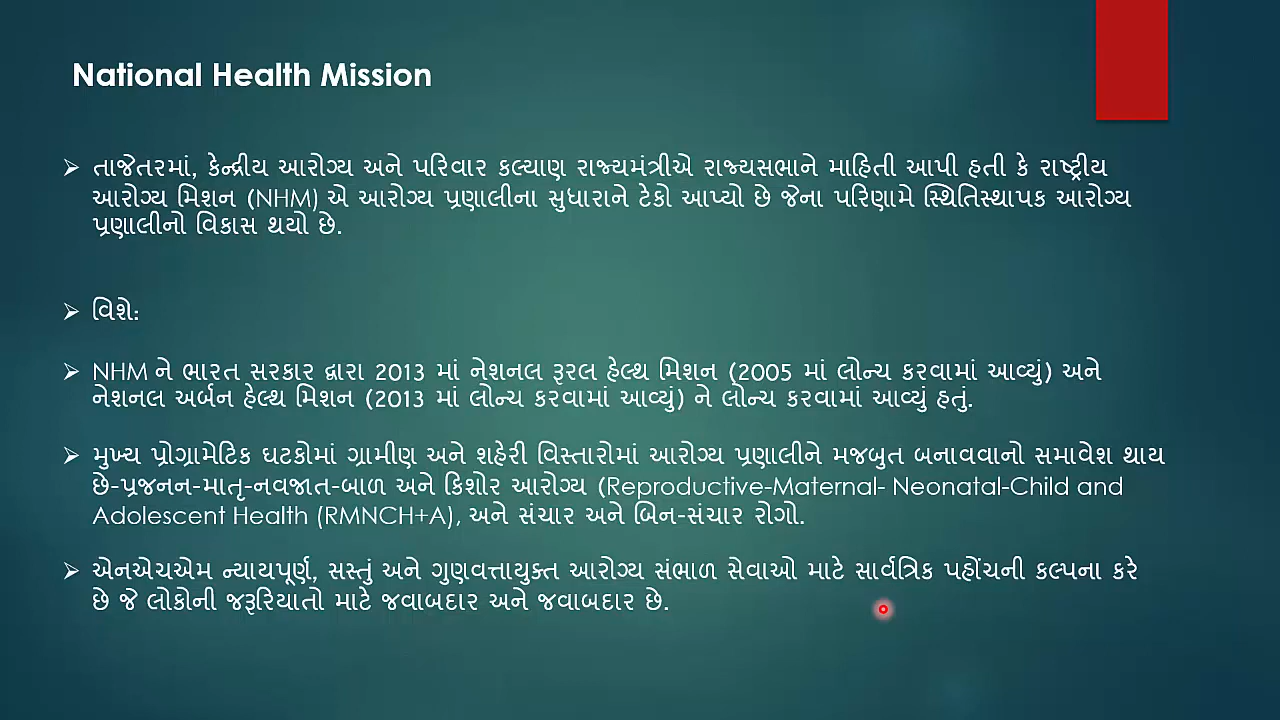 National Health Mission
તાજેતરમાં, કેન્દ્રીય આરોગ્ય અને પરિવાર કલ્યાણ રાજ્યમંત્રીએ રાજ્યસભાને માહિતી આપી હતી કે રાષ્ટ્રીય
આરોગ્ય મિશન (NHM) એ આરોગ્ય પ્રણાલીના સુધારાને ટેકો આપ્યો છે જેના પરિણામે સ્થિતિસ્થાપક આરોગ્ય
પ્રણાલીનો વિકાસ થયો છે.
વિશે:
NHM ને ભારત સરકાર દ્વારા 2013 માં નેશનલ રૂરલ હેલ્થ મિશન (2005 માં લોન્ચ કરવામાં આવ્યું) અને
નેશનલ અર્બન હેલ્થ મિશન (2013 માં લોન્ચ કરવામાં આવ્યું) ને લોન્ચ કરવામાં આવ્યું હતું.
મુખ્ય પ્રોગ્રામેટિક ઘટકોમાં ગ્રામીણ અને શહેરી વિસ્તારોમાં આરોગ્ય પ્રણાલીને મજબુત બનાવવાનો સમાવેશ થાય
છે-પ્રજનન-માતૃ-નવજાત-બાળ અને કિશોર આરોગ્ય (Reproductive-Maternal- Neonatal-Child and
Adolescent Health (RMNCH+A), અને સંચાર અને બિન-સંચાર રોગો.
એનએચએમ ન્યાયપૂર્ણ, સસ્તું અને ગુણવત્તાયુક્ત આરોગ્ય સંભાળ સેવાઓ માટે સાર્વત્રિક પહોંચની કલ્પના કરે
છે જે લોકોની જરૂરિયાતો માટે જવાબદાર અને જવાબદાર છે.